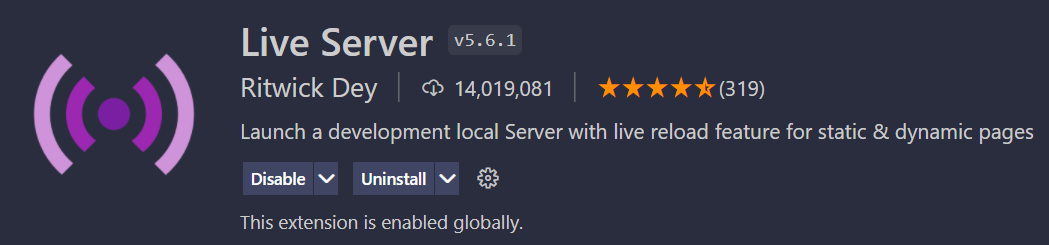 Live Server v5.6.1
Ritwick Dey 14,019,081 (319)
Launch a development local Server with live reload feature for static & dynamic pages
Disable Uninstall
This extension is enabled globally.